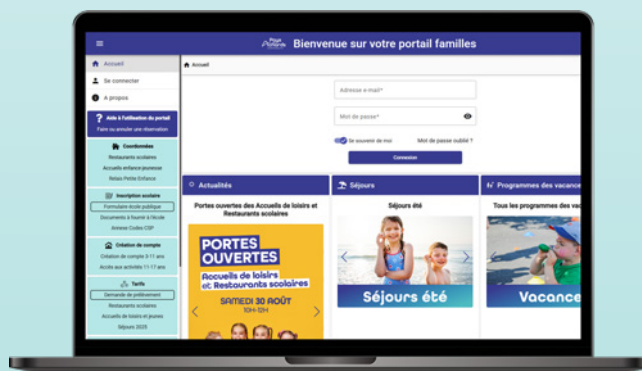 Bienvenue sur votre portail familles
Accueil
Se connecter
A propos
? Aide à l'utilisation du portail
Faire ou annuler une réservation
Coordonnées
Restaurants scolaires
Accueils enfance jeunesse
Relais Petite Enfance
Inscription scolaire
Formulaire école publique
Documents à fournir à l'école
Annexe Codes CSP
Création de compte
Création de compte 3-11 ans
Accès aux activités 11-17 ans
Tarifs
Demande de prélèvement
Restaurants scolaires
Accueils de loisirs et jeunes
Séjours 2025
Accueil
Adresse e-mail*
Mot de passe*
Se souvenir de moi
Mot de passe oublié ?
Connexion
Actualités
Portes ouvertes des Accueils de loisirs et
Restaurants scolaires
PORTES
OUVERTES
Accueils de loisirs
et Restaurants scolaires
SAMEDI 30 AOÛT
10H-12H
Séjours
Séjours été
Séjours été
Programmes des vacances
Tous les programmes des vac
Vacance